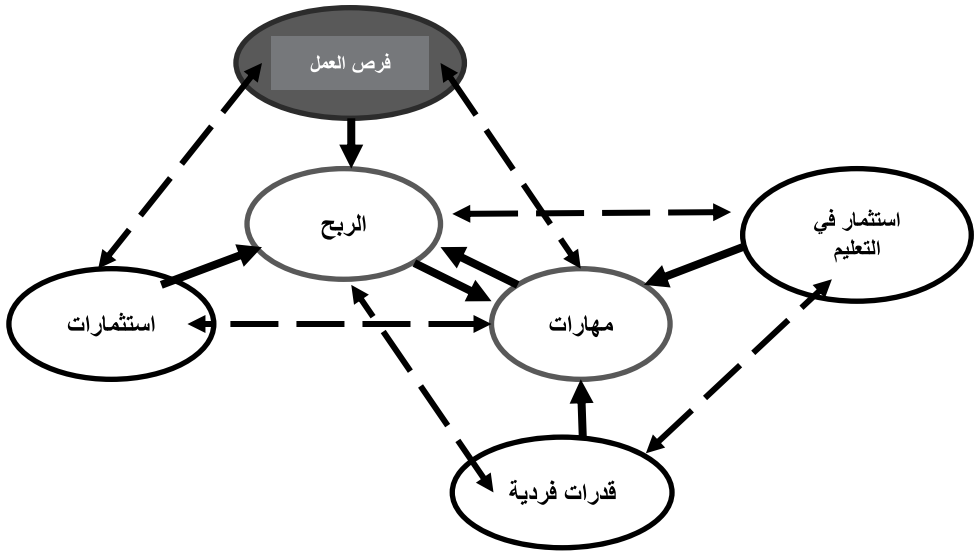 فرص العمل
الربح
استثمار في
التعليم
استثمارات
مهارات
قدرات فردية